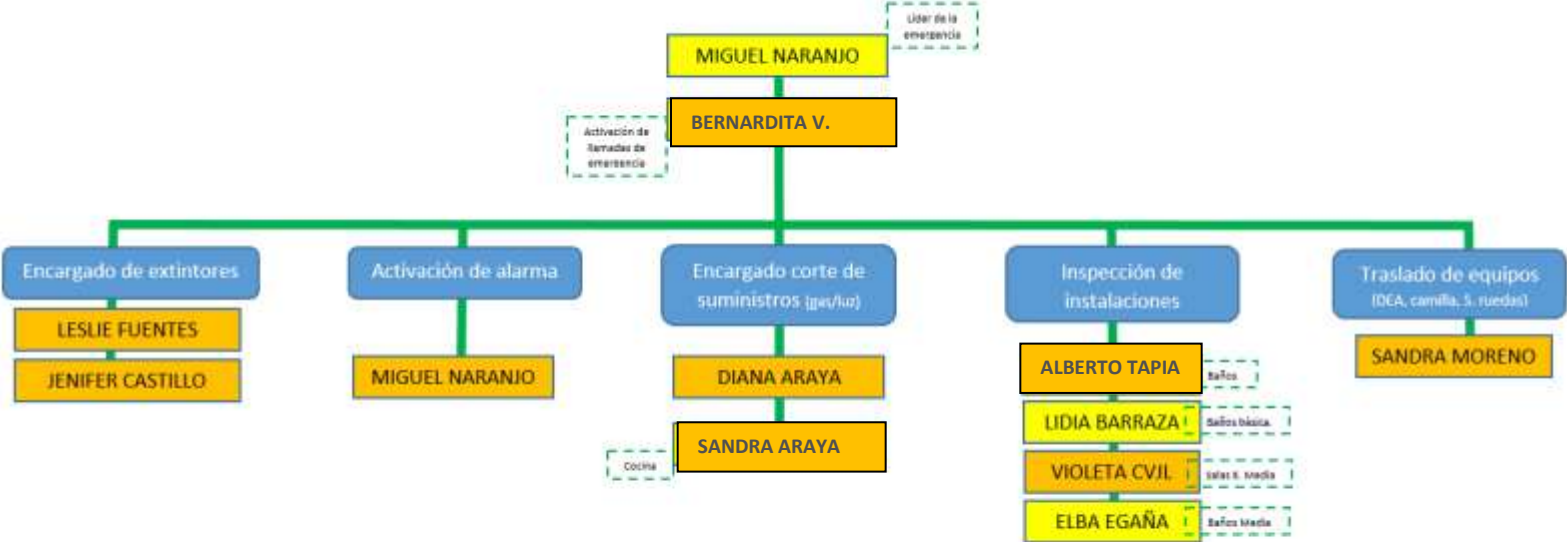 Líder de la
emergencia
MIGUEL NARANJO
BERNARDITA V.
Activación de
llamadas de
emergencia
Encargado de extintores
LESLIE FUENTES
JENIFER CASTILLO
Activación de alarma
MIGUEL NARANJO
Encargado corte de
suministros (gas/luz)
DIANA ARAYA
SANDRA ARAYA
Cocina
Inspección de
instalaciones
ALBERTO TAPIA
Baños
LIDIA BARRAZA
Baños básica.
VIOLETA CVJL
Salas E. Media
ELBA EGAÑA
Baños Media
Traslado de equipos
(DEA, camilla, S. ruedas)
SANDRA MORENO